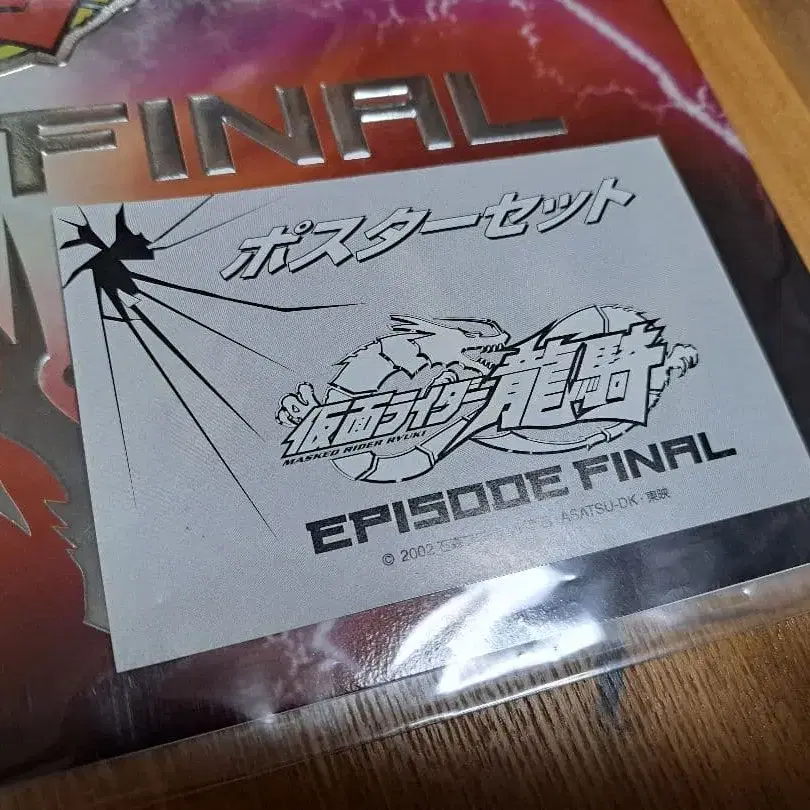 FINAL
ポスターセット
仮面ライダー龍騎
MASKED RIDER RYUKI
EPISODE FINAL
© 2002 ASATSU-DK・東映